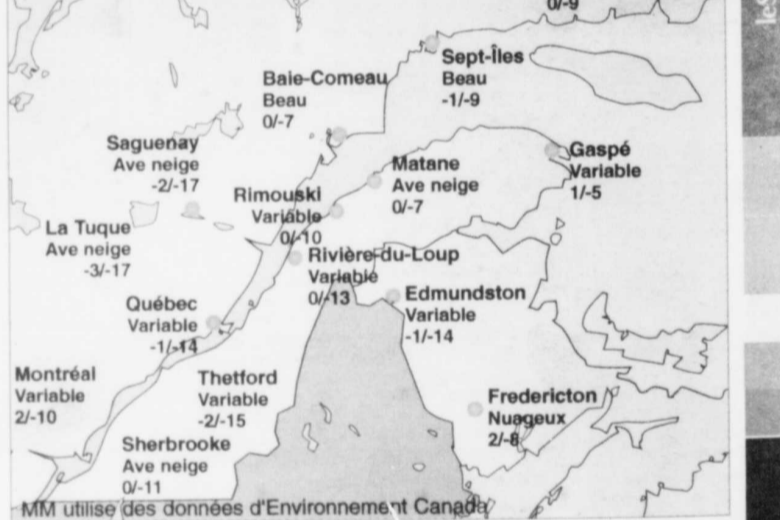 0/-9
Sept-Îles
Beau
-1/-9
Baie-Comeau
Beau
0/-7
Saguenay
Ave neige
-2/-17
Gaspé
Variable
1/-5
Matane
Ave neige
0/-7
Rimouski
Variable
0/-10
La Tuque
Ave neige
-3/-17
Rivière-du-Loup
Variable
0/-13
Québec
Variable
-1/-14
Edmundston
Variable
-1/-14
Montréal
Variable
2/-10
Thetford
Variable
-2/-15
Fredericton
Nuageux
2/-8
Sherbrooke
Ave neige
0/-11
MM utilise des données d'Environnement Canada
les